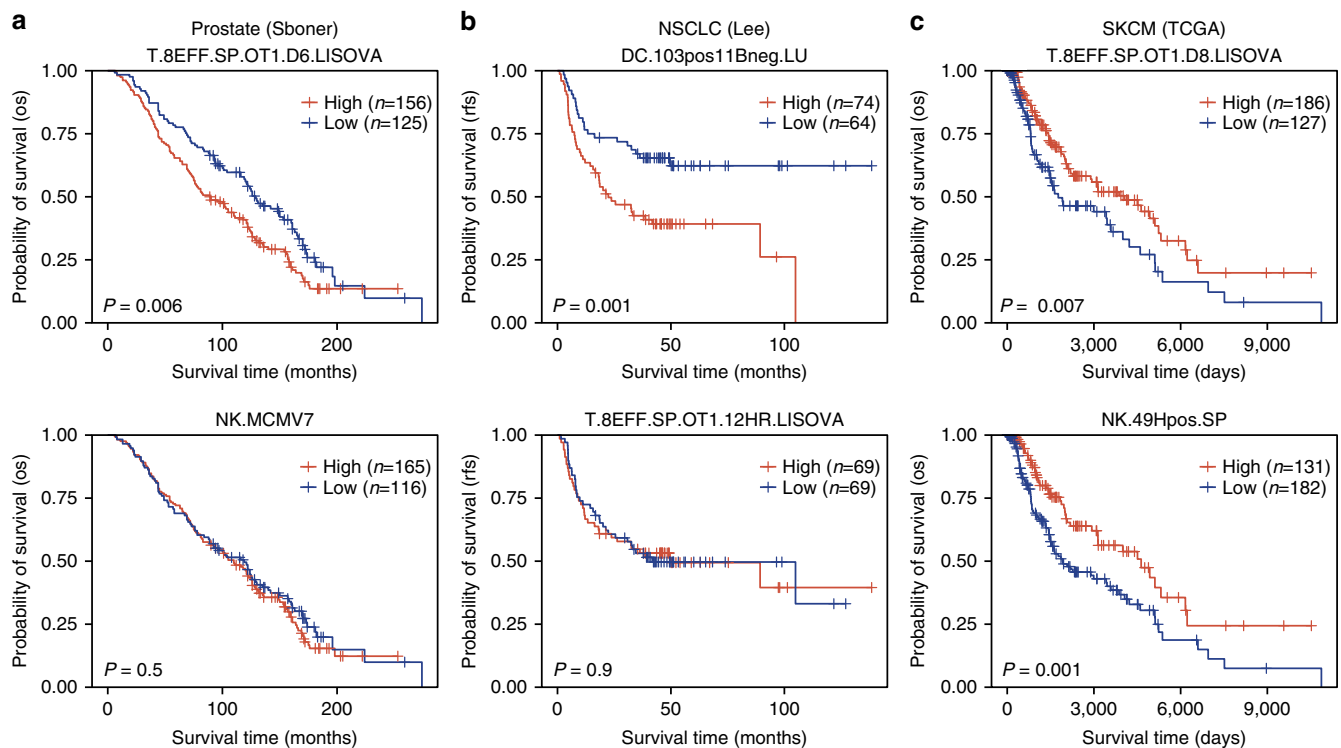 a
Prostate (Sboner)
T.8EFF.SP.OT1.D6.LISOVA
1.00
0.75
0.50
0.25
0.00
Probability of survival (os)
High (n=156)
Low (n=125)
P = 0.006
0 100 200
Survival time (months)
NK.MCMV7
1.00
0.75
0.50
0.25
0.00
Probability of survival (os)
High (n=165)
Low (n=116)
P = 0.5
0 100 200
Survival time (months)
b
NSCLC (Lee)
DC.103pos11Bneg.LU
1.00
0.75
0.50
0.25
0.00
Probability of survival (rfs)
High (n=74)
Low (n=64)
P = 0.001
0 50 100
Survival time (months)
T.8EFF.SP.OT1.12HR.LISOVA
1.00
0.75
0.50
0.25
0.00
Probability of survival (rfs)
High (n=69)
Low (n=69)
P = 0.9
0 50 100
Survival time (months)
c
SKCM (TCGA)
T.8EFF.SP.OT1.D8.LISOVA
1.00
0.75
0.50
0.25
0.00
Probability of survival (os)
High (n=186)
Low (n=127)
P = 0.007
0 3,000 6,000 9,000
Survival time (days)
NK.49Hpos.SP
1.00
0.75
0.50
0.25
0.00
Probability of survival (os)
High (n=131)
Low (n=182)
P = 0.001
0 3,000 6,000 9,000
Survival time (days)